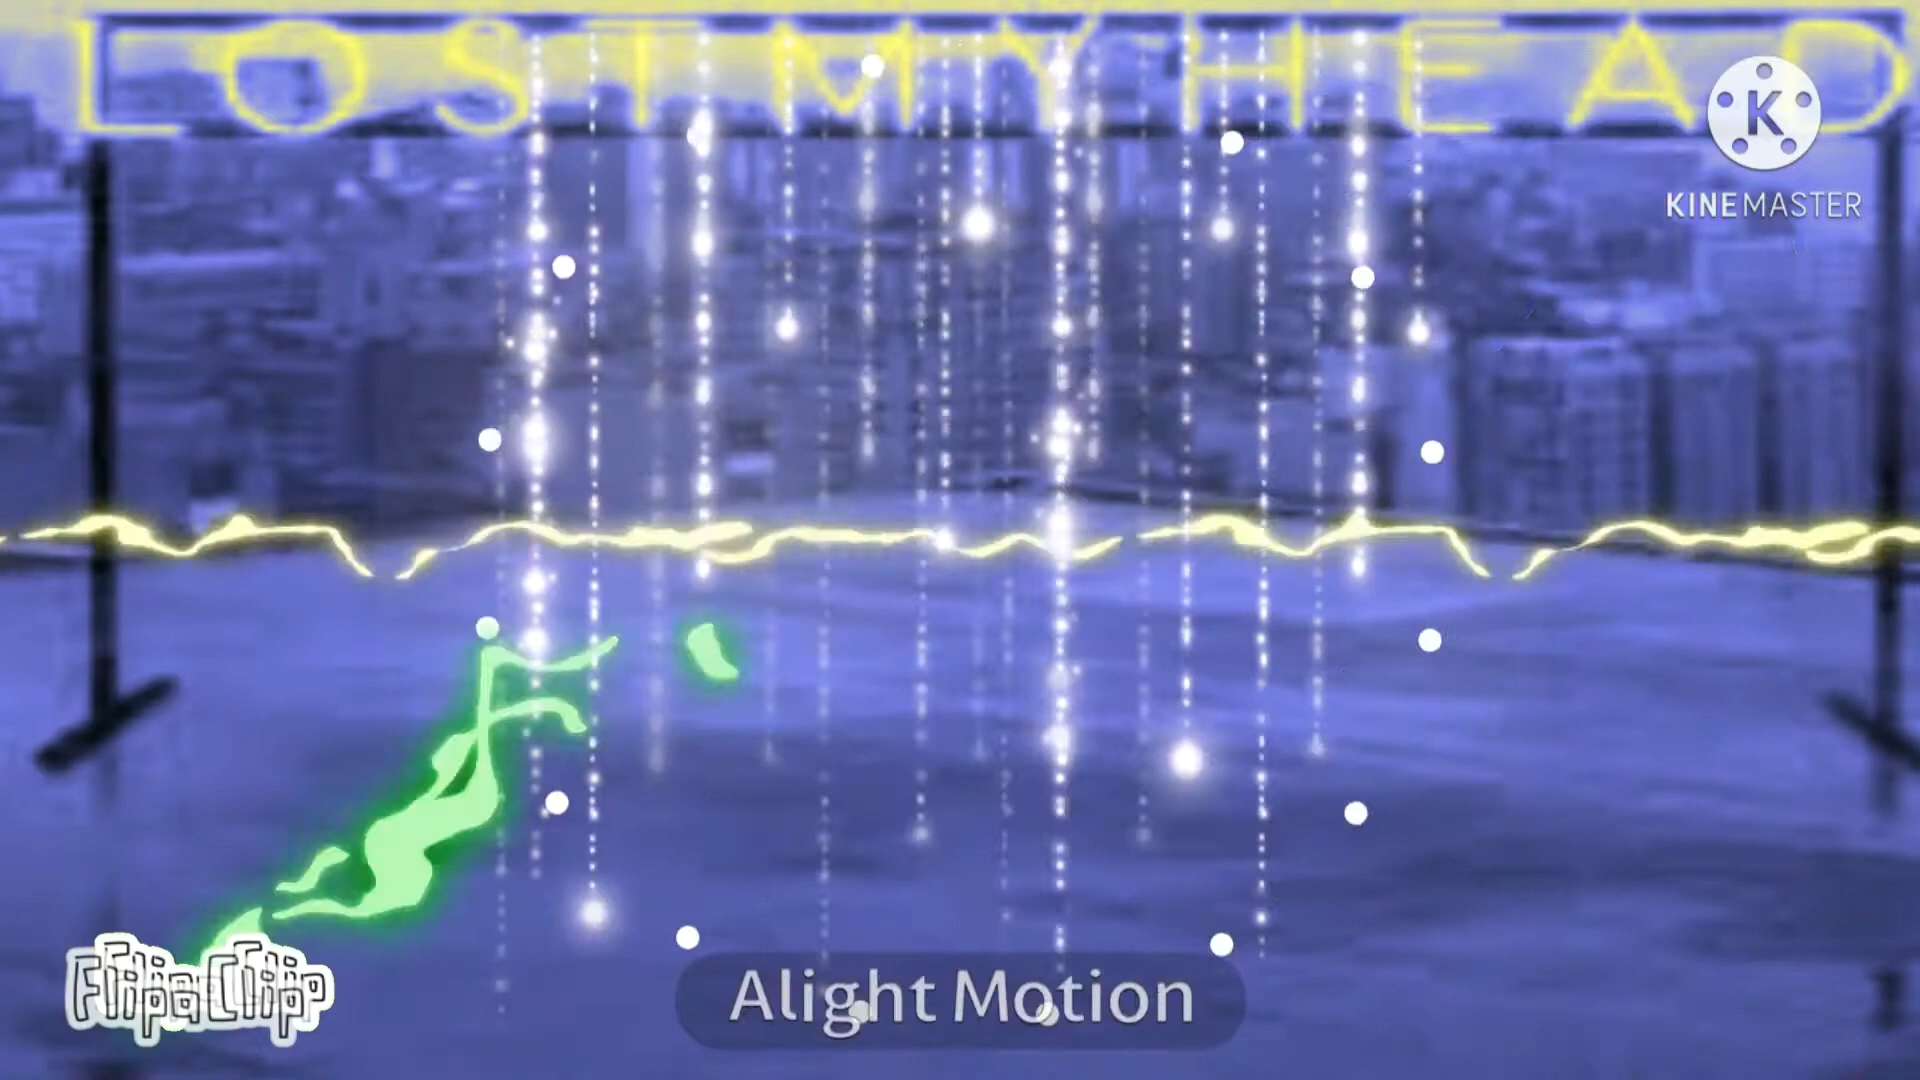 LOST MY HEAD
K
KINEMASTER
FlipaClip
Alight Motion